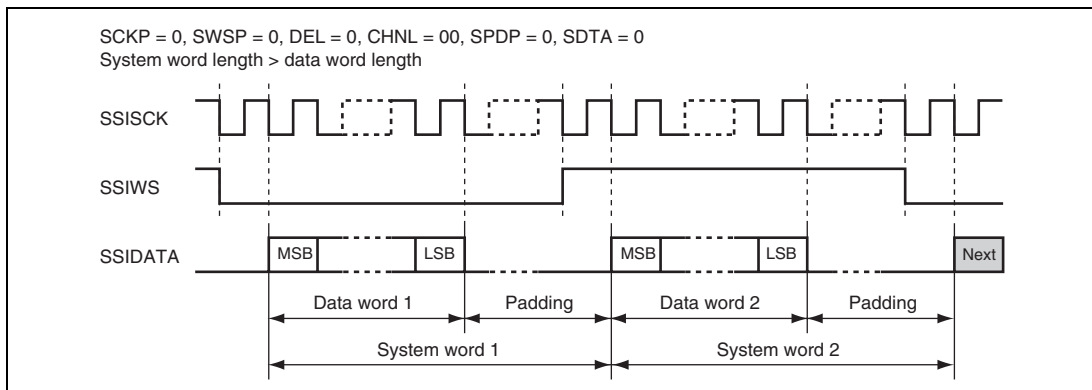 SCKP = 0, SWSP = 0, DEL = 0, CHNL = 00, SPDP = 0, SDTA = 0
System word length > data word length
SSISCK
SSIWS
SSIDATA
MSB LSB MSB LSB Next
Data word 1 Padding Data word 2 Padding
System word 1 System word 2